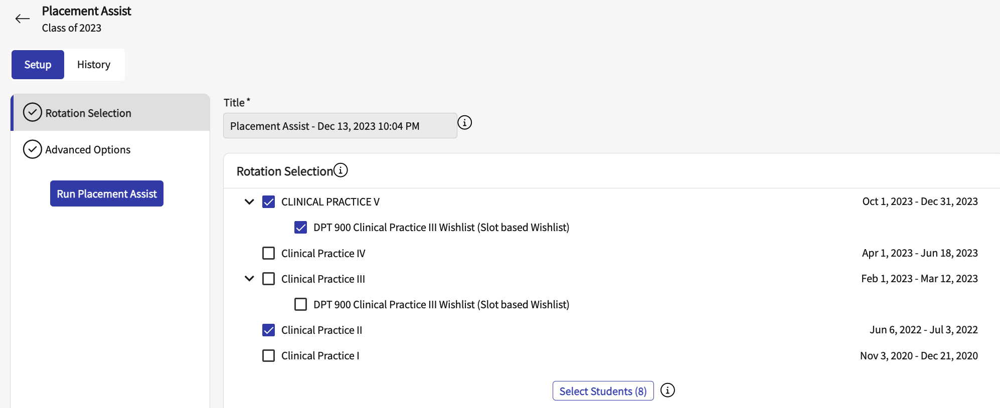 Placement Assist
Class of 2023
Setup History
Rotation Selection
Advanced Options
Run Placement Assist
Title *
Placement Assist - Dec 13, 2023 10:04 PM
Rotation Selection
CLINICAL PRACTICE V Oct 1, 2023 - Dec 31, 2023
DPT 900 Clinical Practice III Wishlist (Slot based Wishlist)
Clinical Practice IV Apr 1, 2023 - Jun 18, 2023
Clinical Practice III Feb 1, 2023 - Mar 12, 2023
DPT 900 Clinical Practice III Wishlist (Slot based Wishlist)
Clinical Practice II Jun 6, 2022 - Jul 3, 2022
Clinical Practice I Nov 3, 2020 - Dec 21, 2020
Select Students (8)